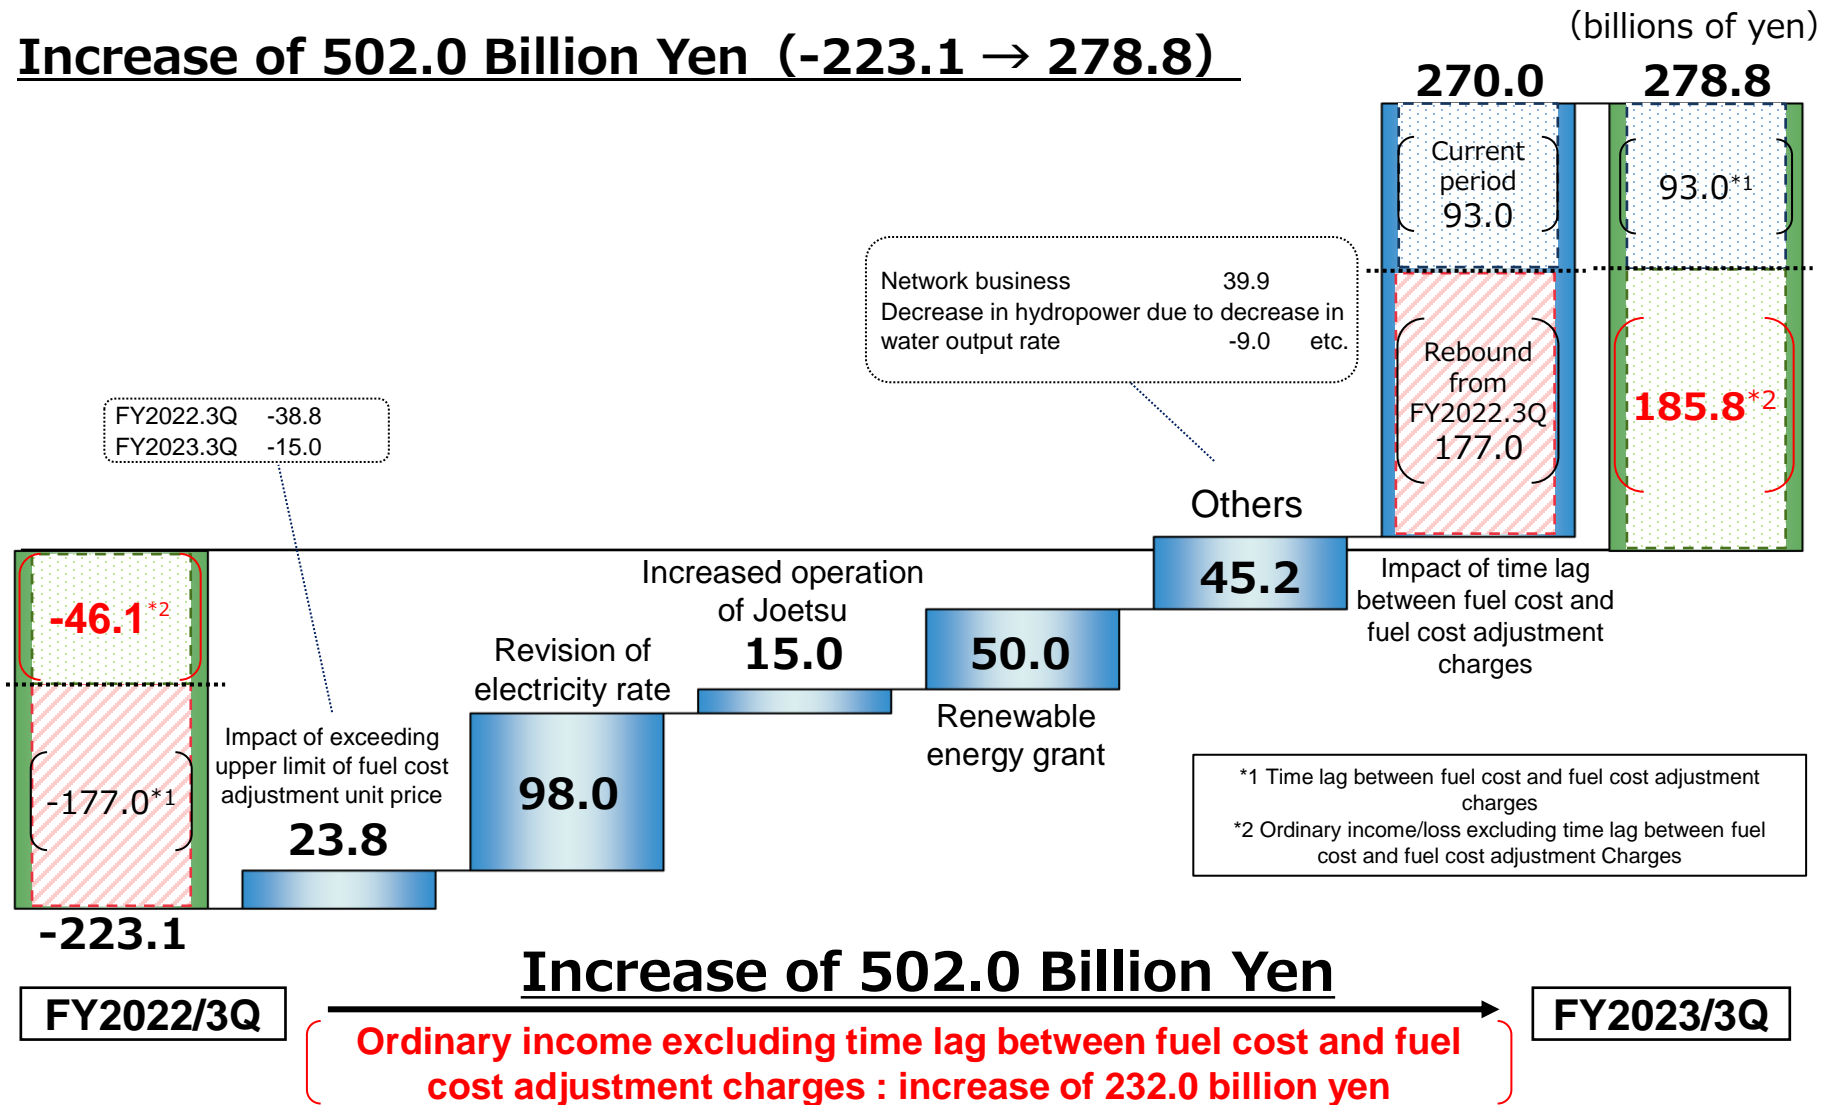 (billions of yen)
Increase of 502.0 Billion Yen (-223.1 → 278.8)
270.0
278.8
Current
period
93.0
93.0*1
Network business 39.9
Decrease in hydropower due to decrease in
water output rate -9.0 etc.
Rebound
from
FY2022.3Q
177.0
185.8*2
FY2022.3Q -38.8
FY2023.3Q -15.0
Others
45.2
-46.1*2
Increased operation
of Joetsu
15.0
50.0
Impact of time lag
between fuel cost and
fuel cost adjustment
charges
Revision of
electricity rate
98.0
Renewable
energy grant
Impact of exceeding
upper limit of fuel cost
adjustment unit price
23.8
-177.0*1
-223.1
*1 Time lag between fuel cost and fuel cost adjustment
charges
*2 Ordinary income/loss excluding time lag between fuel
cost and fuel cost adjustment Charges
Increase of 502.0 Billion Yen
FY2022/3Q
FY2023/3Q
Ordinary income excluding time lag between fuel cost and fuel
cost adjustment charges : increase of 232.0 billion yen